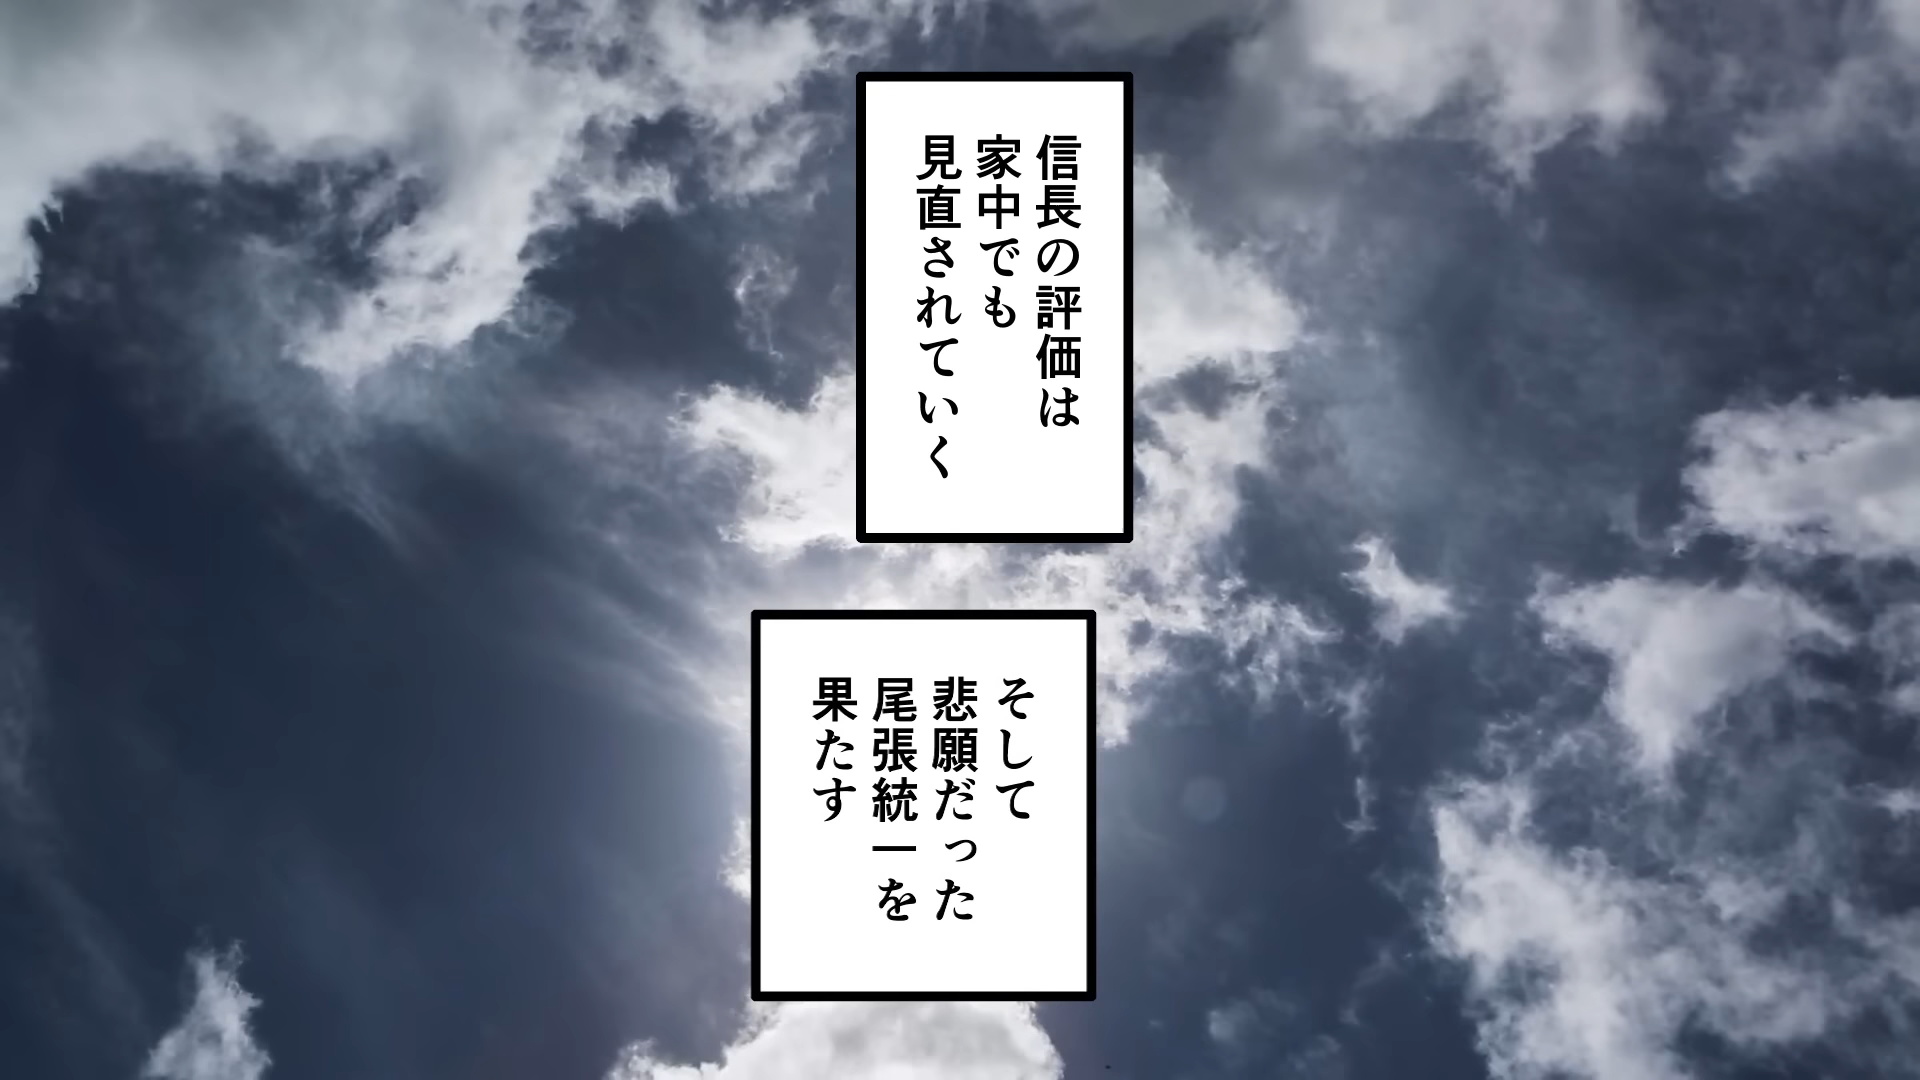 信長の評価は
家中でも
見直されていく
そして
悲願だった
尾張統一を
果たす